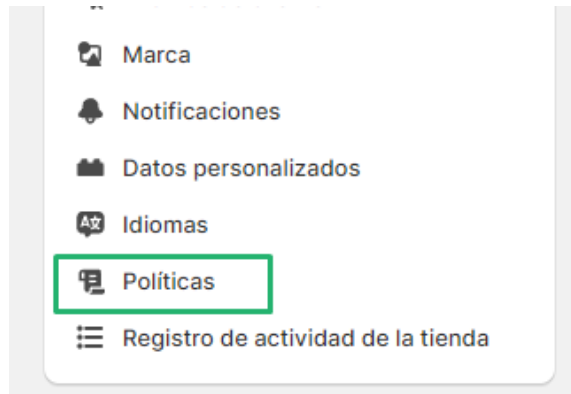 Marca
Notificaciones
Datos personalizados
Idiomas
Políticas
Registro de actividad de la tienda